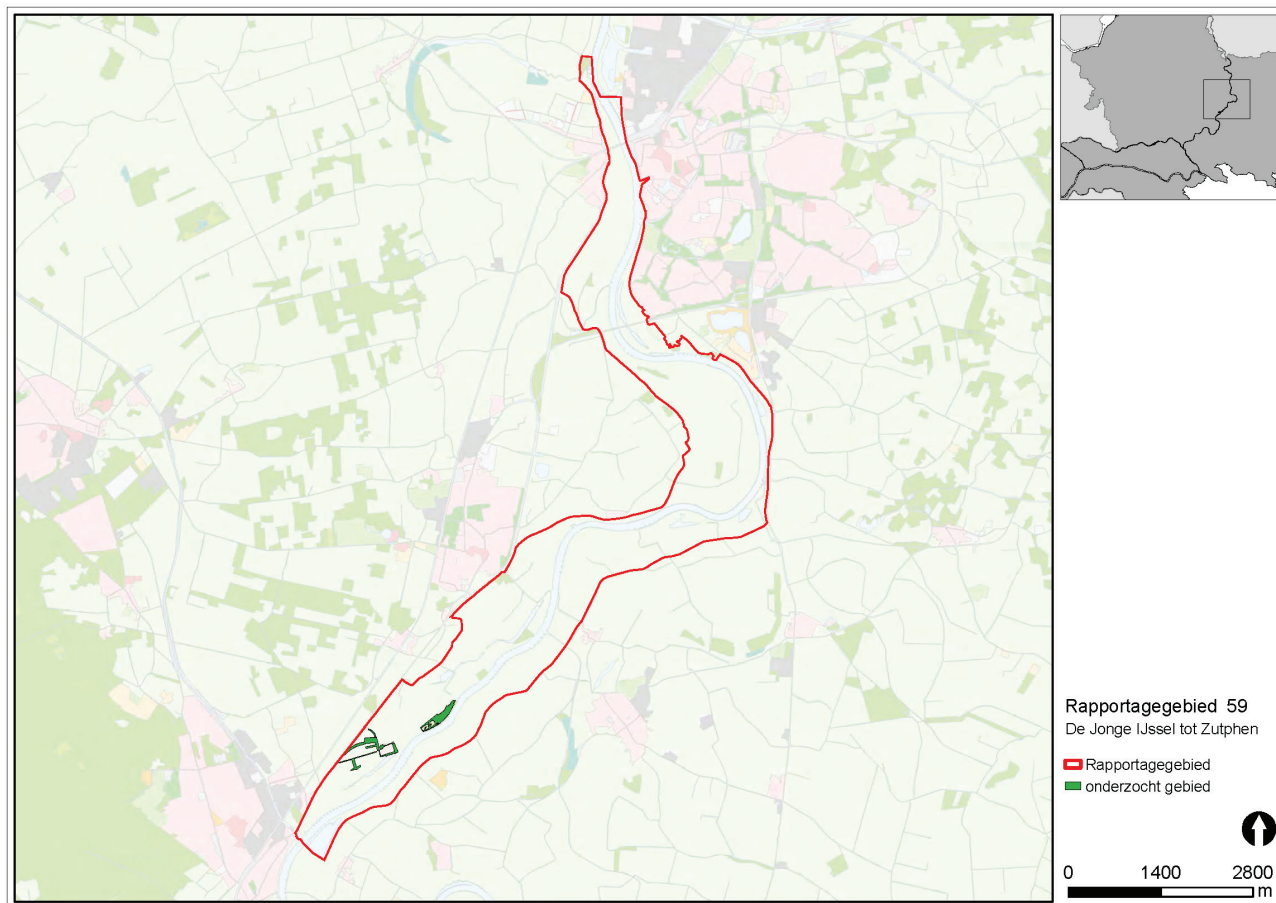 Rapportagegebied 59
De Jonge IJssel tot Zutphen
Rapportagegebied
onderzocht gebied
0 1400 2800
m